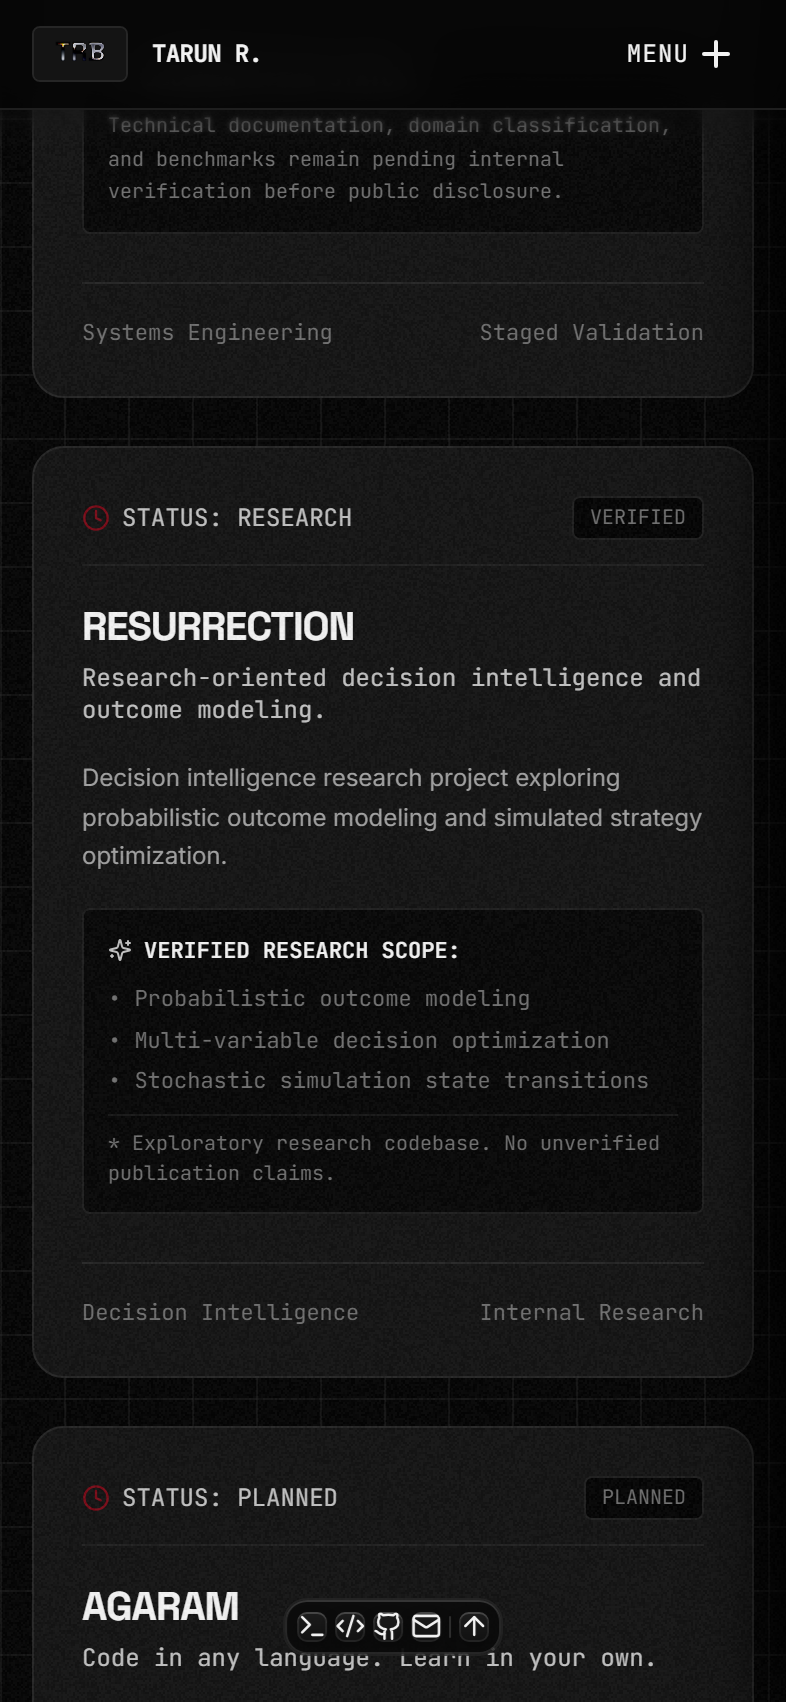 TRB
TARUN R.
MENU
Technical documentation, domain classification,
and benchmarks remain pending internal
verification before public disclosure.
Systems Engineering
Staged Validation
STATUS: RESEARCH
VERIFIED
RESURRECTION
Research-oriented decision intelligence and
outcome modeling.
Decision intelligence research project exploring
probabilistic outcome modeling and simulated strategy
optimization.
VERIFIED RESEARCH SCOPE:
• Probabilistic outcome modeling
• Multi-variable decision optimization
• Stochastic simulation state transitions
* Exploratory research codebase. No unverified
publication claims.
Decision Intelligence
Internal Research
STATUS: PLANNED
PLANNED
AGARAM
Code in any language. Learn in your own.